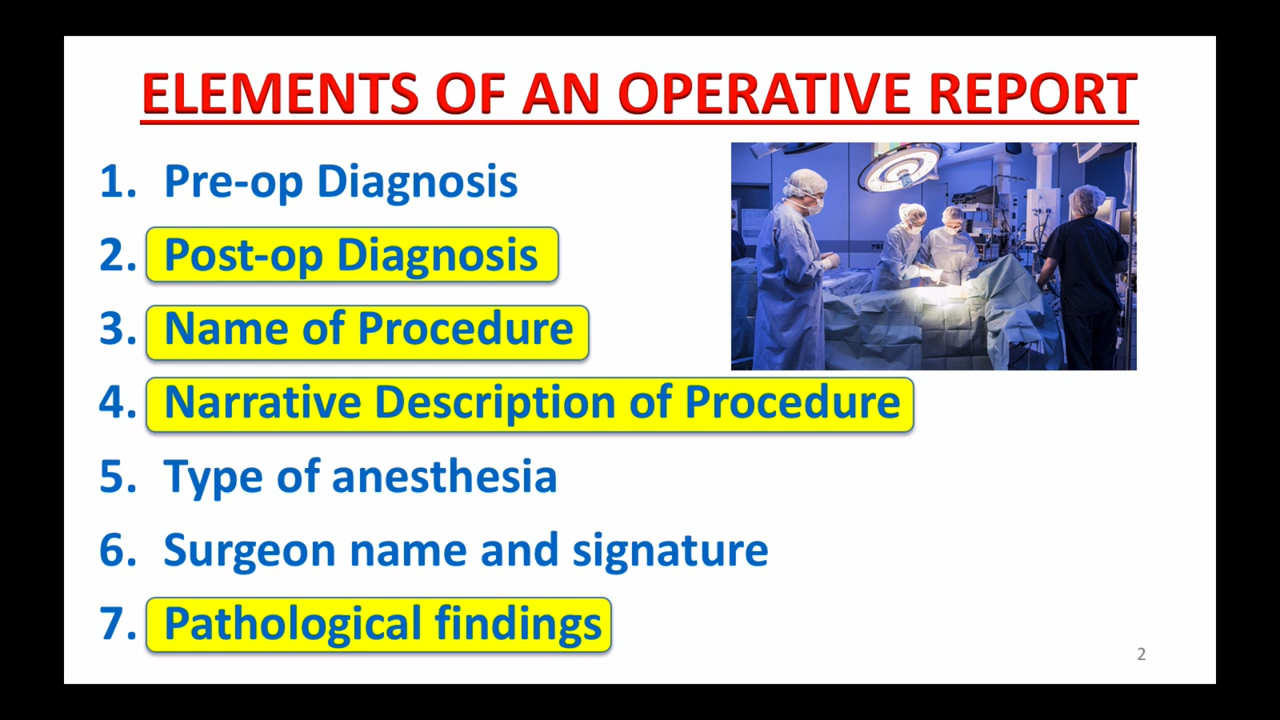 ELEMENTS OF AN OPERATIVE REPORT
1. Pre-op Diagnosis
2. Post-op Diagnosis
3. Name of Procedure
4. Narrative Description of Procedure
5. Type of anesthesia
6. Surgeon name and signature
7. Pathological findings
2